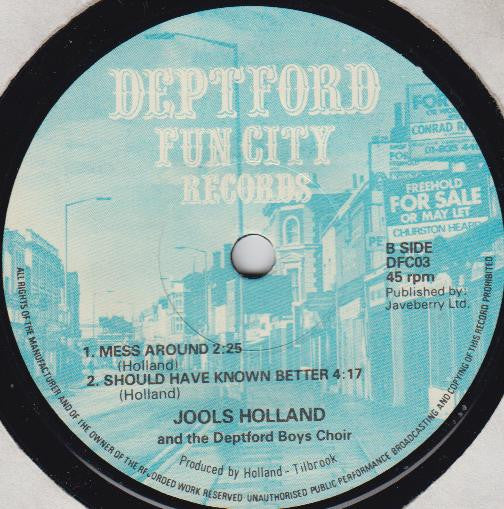 DEPTFORD
FUN CITY
RECORDS
FOR
CONRAD R
FREEHOLD
FOR SALE
OR MAY LET
CHURSTON HEAR
B SIDE
DFC03
45 rpm
Published by:
Javeberry Ltd.
1. MESS AROUND 2:25
(Holland)
2. SHOULD HAVE KNOWN BETTER 4:17
(Holland)
JOOLS HOLLAND
and the Deptford Boys Choir
Produced by Holland - Tilbrook
ALL RIGHTS OF THE MANUFACTURER AND OF THE OWNER OF THE RECORDED WORK RESERVED UNAUTHORISED PUBLIC PERFORMANCE BROADCASTING AND COPYING OF THIS RECORD PROHIBITED